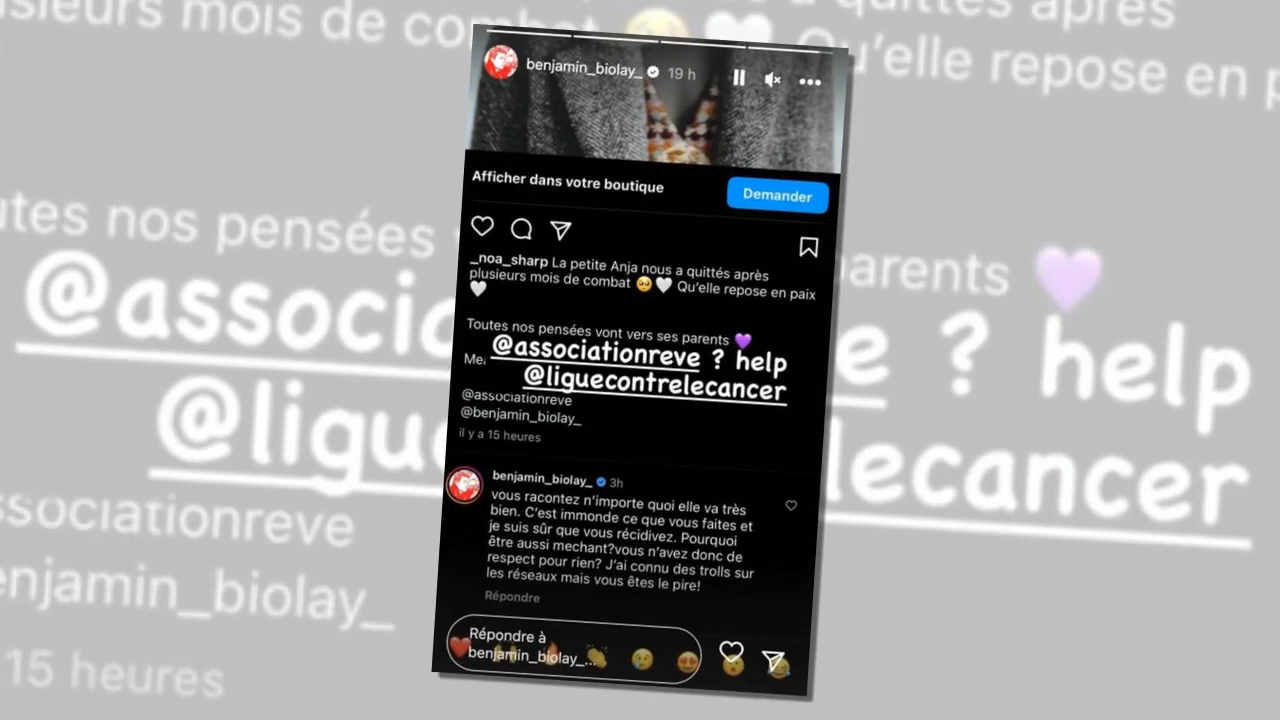 benjamin_biolay_ 19 h
Afficher dans votre boutique
Demander
_noa_sharp La petite Anja nous a quittés après
plusieurs mois de combat 🥺🤍 Qu'elle repose en paix
🤍
Toutes nos pensées vont vers ses parents 💜
@associationreve ? help
@liguecontrelecancer
@associationreve
@benjamin_biolay_
il y a 15 heures
benjamin_biolay_ 3h
vous racontez n'importe quoi elle va très
bien. C'est immonde ce que vous faites et
je suis sûr que vous récidivez. Pourquoi
être aussi mechant?vous n'avez donc de
respect pour rien? J'ai connu des trolls sur
les réseaux mais vous êtes le pire!
Répondre
Répondre à
benjamin_biolay_...